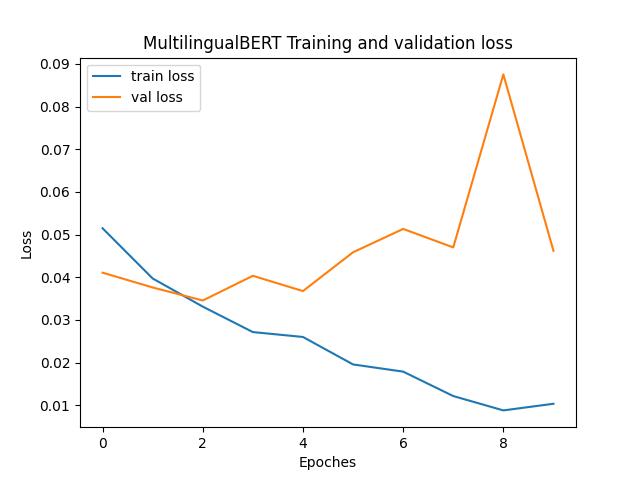 MultilingualBERT Training and validation loss
train loss
val loss
Loss
0.09
0.08
0.07
0.06
0.05
0.04
0.03
0.02
0.01
0 2 4 6 8
Epoches